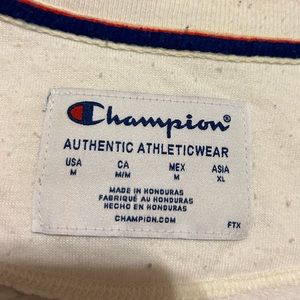 Champion
AUTHENTIC ATHLETICWEAR
USA CA MEX ASIA
M M/M M XL
MADE IN HONDURAS
FABRIQUÉ AU HONDURAS
HECHO EN HONDURAS
CHAMPION.COM FTX